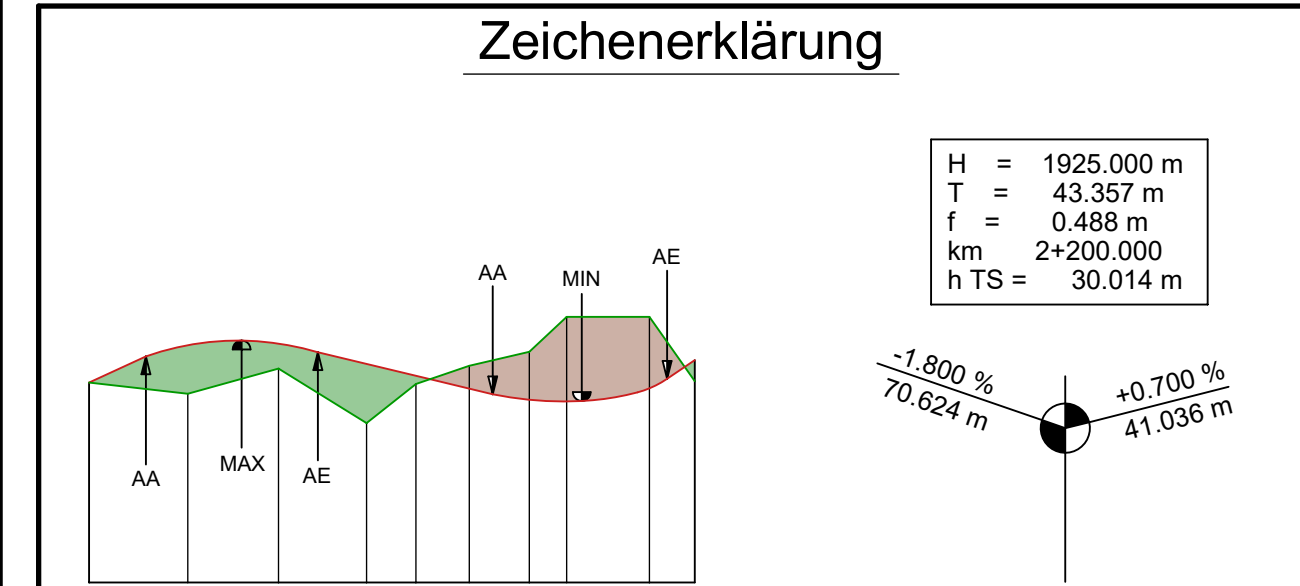 Zeichenerklärung
H = 1925.000 m
T = 43.357 m
f = 0.488 m
km 2+200.000
h TS = 30.014 m
AA
MIN
AE
AA
MAX
AE
-1.800 %
70.624 m
+0.700 %
41.036 m